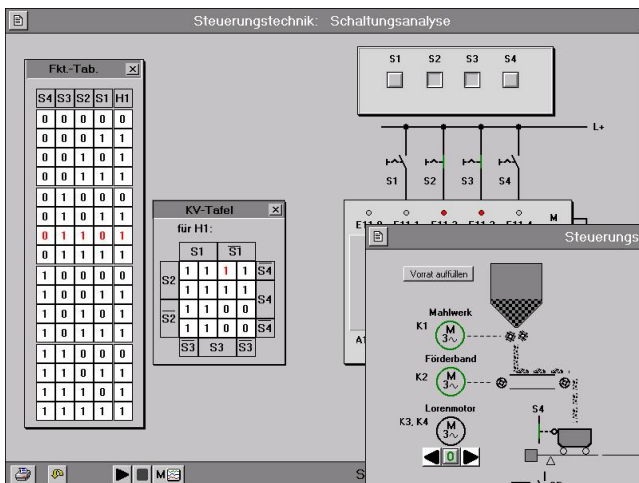 Steuerungstechnik: Schaltungsanalyse
Fkt.-Tab.
S4 S3 S2 S1 H1
0 0 0 0 0
0 0 0 1 1
0 0 1 0 1
0 0 1 1 1
0 1 0 0 0
0 1 0 1 1
0 1 1 0 1
0 1 1 1 1
1 0 0 0 0
1 0 0 1 1
1 0 1 0 1
1 0 1 1 1
1 1 0 0 0
1 1 0 1 1
1 1 1 0 1
1 1 1 1 1
KV-Tafel
für H1:
S1 S1
S2 1 1 1 1 S4
1 1 1 1 S4
S2 1 1 0 0
1 1 0 0 S4
S3 S3 S3
S1 S2 S3 S4
L+
S1 S2 S3 S4
M
Steuerungs
Vorrat auffüllen
Mahlwerk
K1 M 3~
Förderband
K2 M 3~
Lorenmotor
K3, K4 M 3~
S4
0
M
S